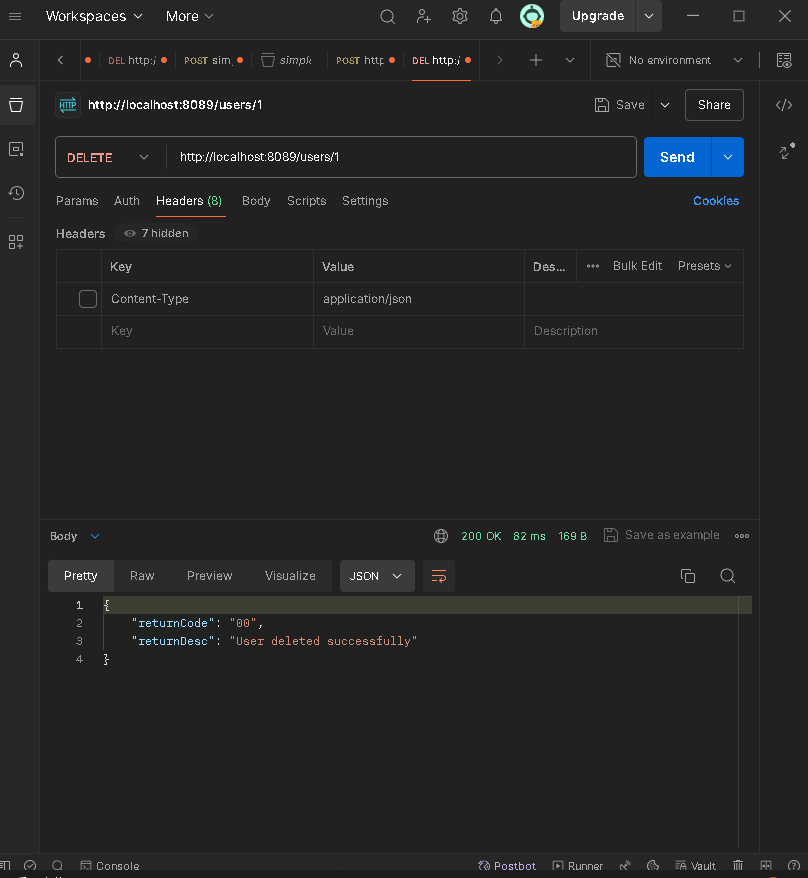 Workspaces More Upgrade
DEL http:/ POST sim simple POST http DEL http:/ No environment
HTTP http://localhost:8089/users/1 Save Share
DELETE http://localhost:8089/users/1 Send
Params Auth Headers (8) Body Scripts Settings Cookies
Headers 7 hidden
Key Value Des... Bulk Edit Presets
Content-Type application/json
Key Value Description
Body 200 OK 82 ms 169 B Save as example
Pretty Raw Preview Visualize JSON
1 {
2 "returnCode": "00",
3 "returnDesc": "User deleted successfully"
4 }
Console Postbot Runner Vault